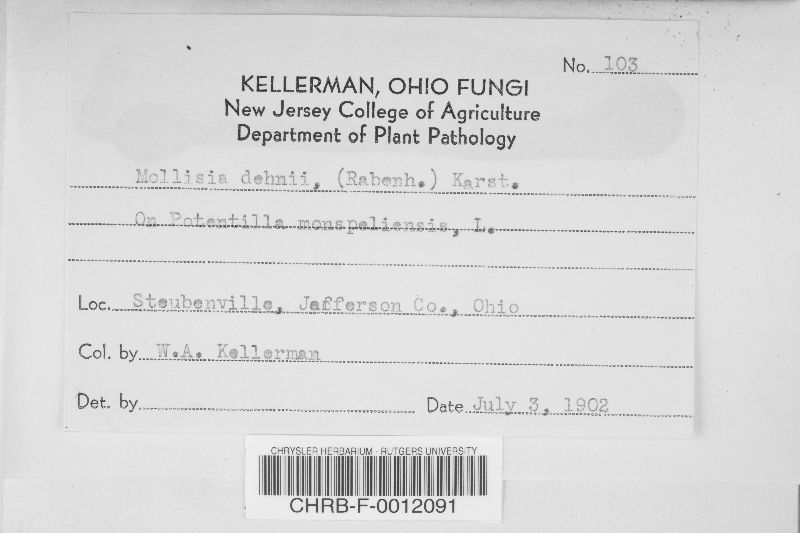 No. 103
KELLERMAN, OHIO FUNGI
New Jersey College of Agriculture
Department of Plant Pathology
Mollisia dehnii, (Rabenh.) Karst.
On Potentilla monspeliensis, L.
Loc. Steubenville, Jefferson Co., Ohio
Col. by W.A. Kellerman
Det. by
Date July 3, 1902
CHRYSLER HERBARIUM - RUTGERS UNIVERSITY
CHRB-F-0012091